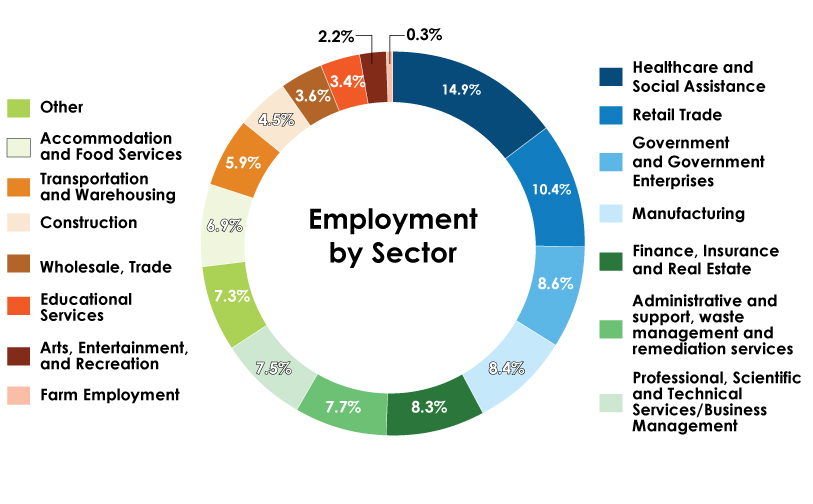 2.2%
0.3%
14.9%
10.4%
8.6%
8.4%
8.3%
7.7%
7.5%
7.3%
6.9%
5.9%
4.5%
3.6%
3.4%
Employment
by Sector
Other
Accommodation
and Food Services
Transportation
and Warehousing
Construction
Wholesale, Trade
Educational
Services
Arts, Entertainment,
and Recreation
Farm Employment
Healthcare and
Social Assistance
Retail Trade
Government
and Government
Enterprises
Manufacturing
Finance, Insurance
and Real Estate
Administrative and
support, waste
management and
remediation services
Professional, Scientific
and Technical
Services/Business
Management